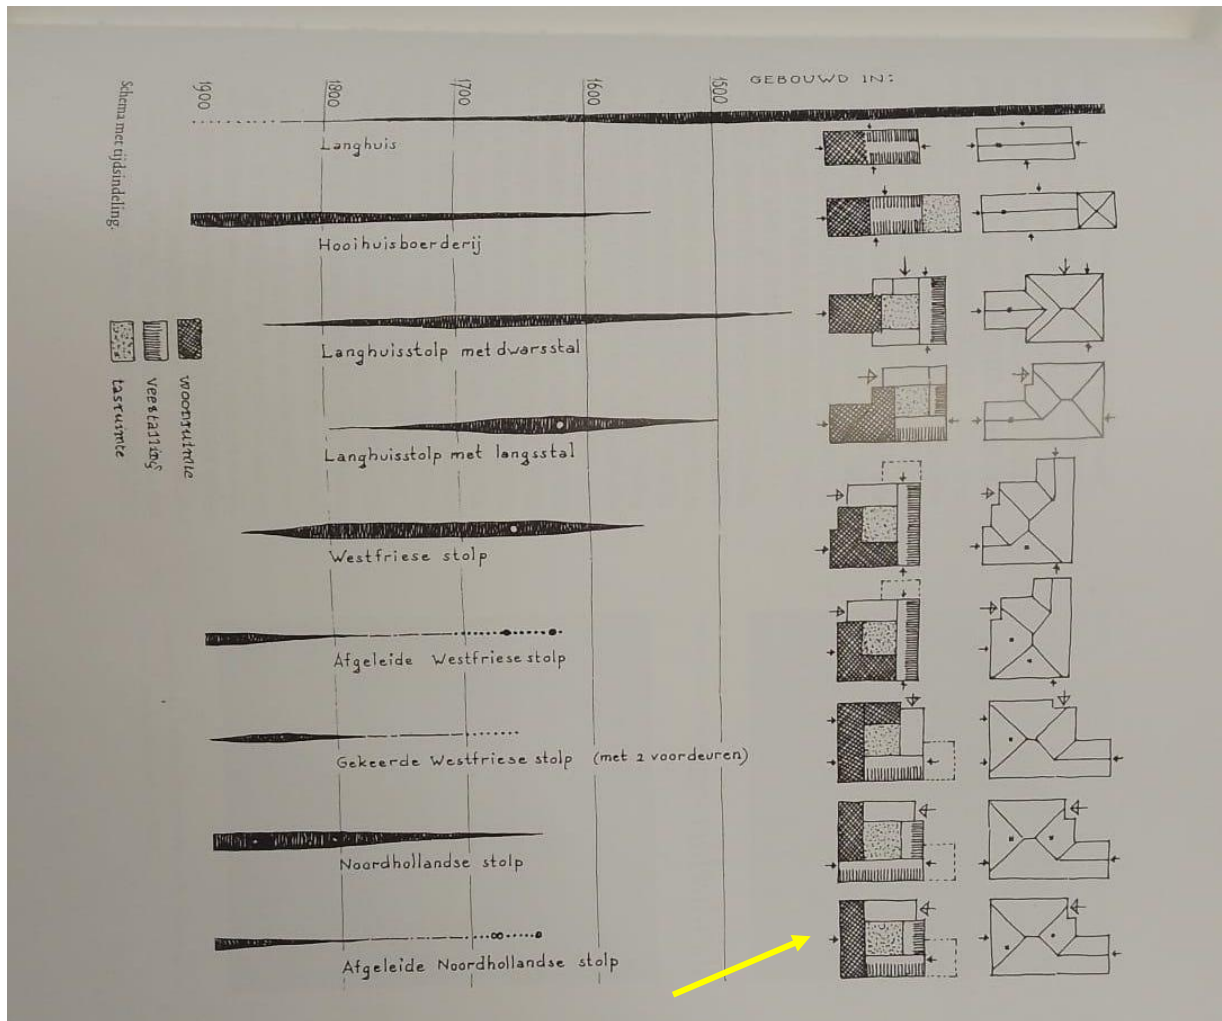 GEBOUWD IN:
1900
1800
1700
1600
1500
Langhuis
Hooihuisboerderij
Langhuisstolp met dwarsstal
Langhuisstolp met langsstal
Westfriese stolp
Afgeleide Westfriese stolp
Gekeerde Westfriese stolp (met 2 voordeuren)
Noordhollandse stolp
Afgeleide Noordhollandse stolp
Schema met tijdsindeling.
woonruimte
veestalling
tasruimte